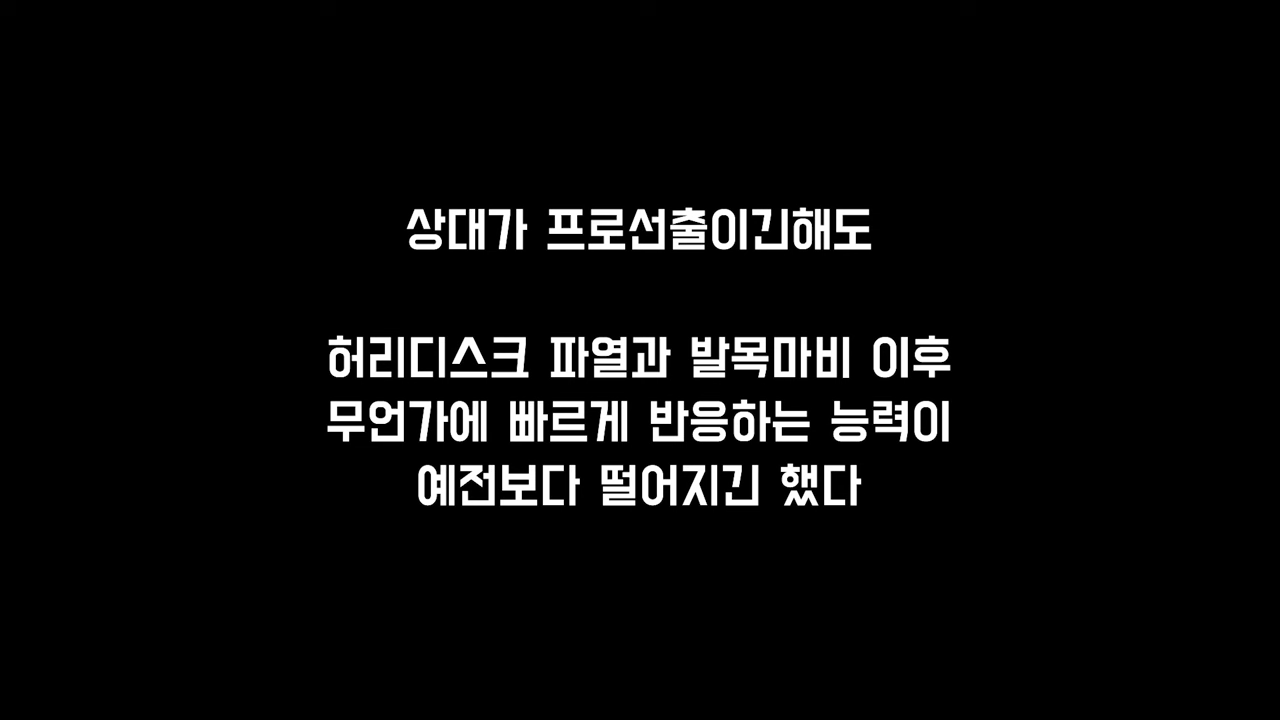 상대가 프로선출이긴해도
허리디스크 파열과 발목마비 이후
무언가에 빠르게 반응하는 능력이
예전보다 떨어지긴 했다